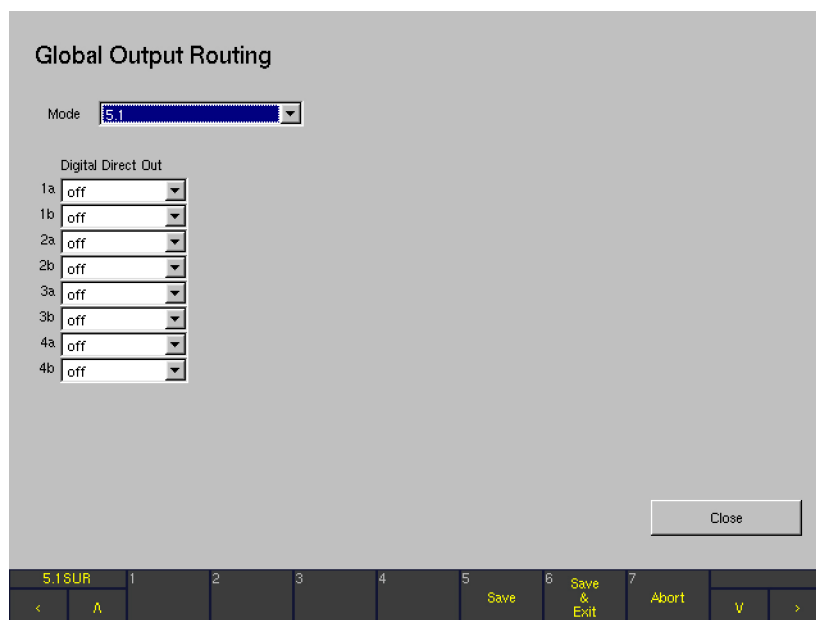 Global Output Routing
Mode 5.1
Digital Direct Out
1a off
1b off
2a off
2b off
3a off
3b off
4a off
4b off
Close
5.1SUR 1 2 3 4 5 Save 6 Save & Exit 7 Abort
< Λ V >